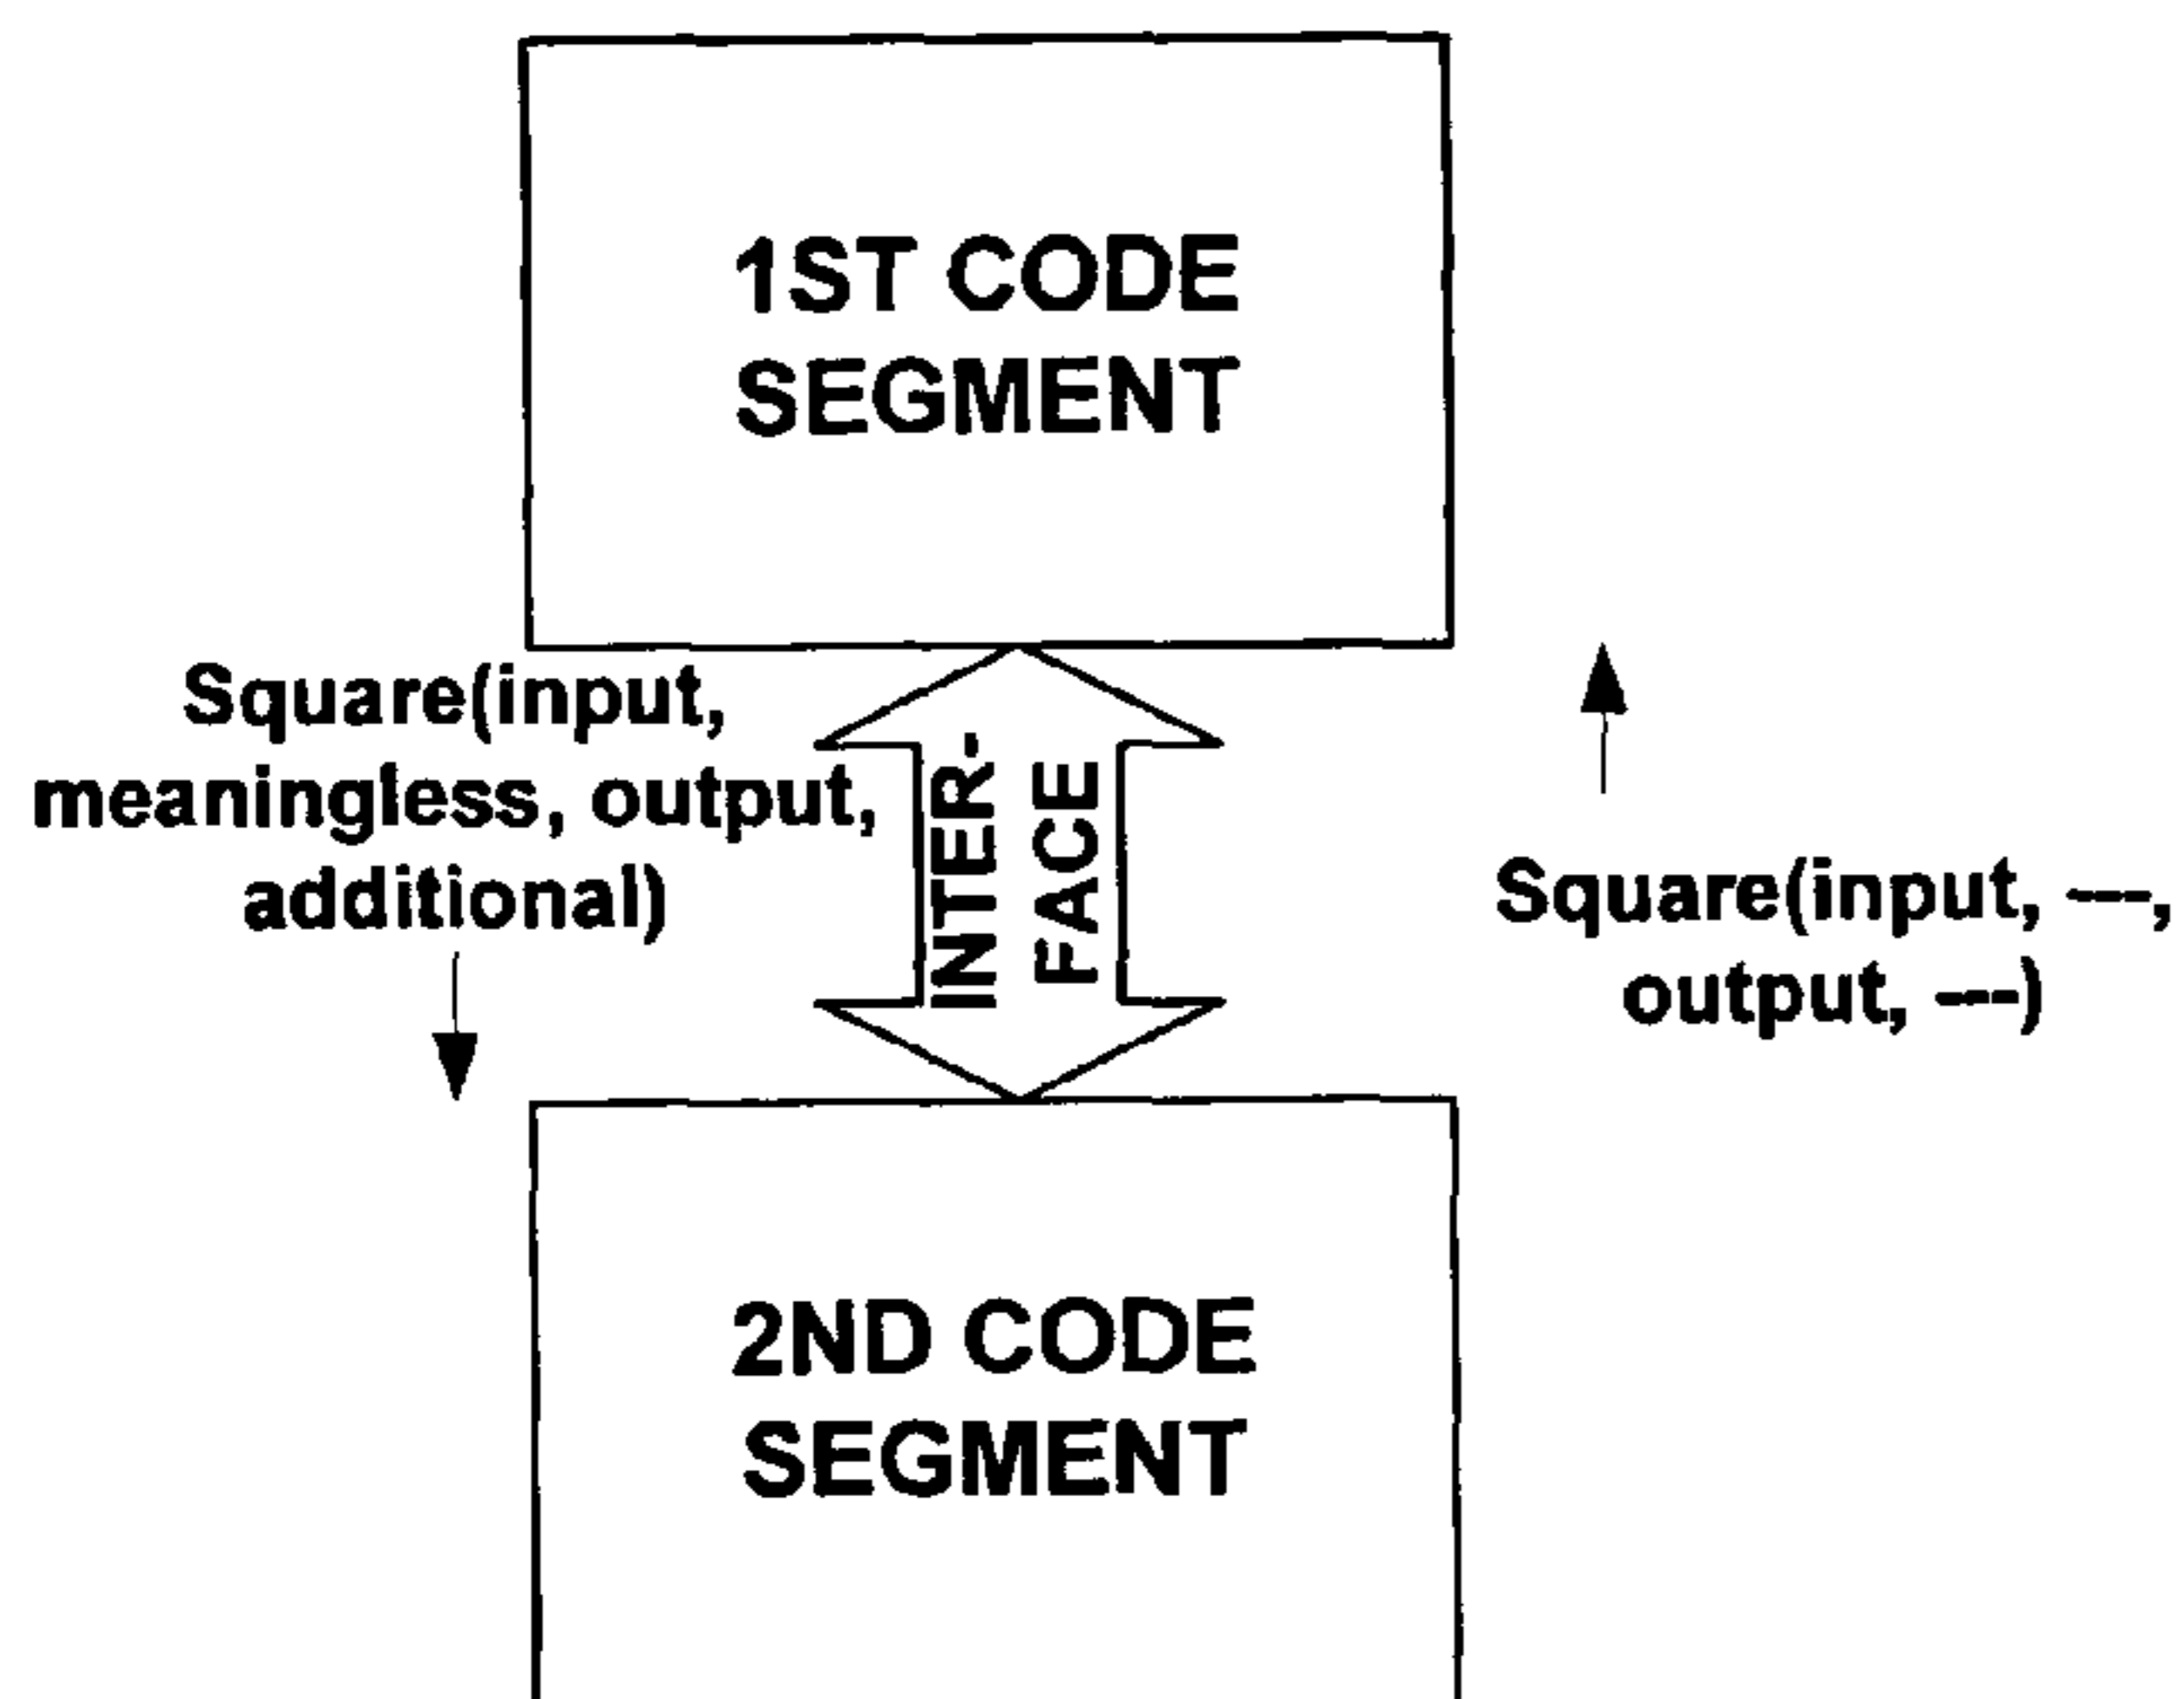 1ST CODE
SEGMENT
Square(input,
meaningless, output,
additional)
INTER-
FACE
Square(input, ---,
output, ---)
2ND CODE
SEGMENT